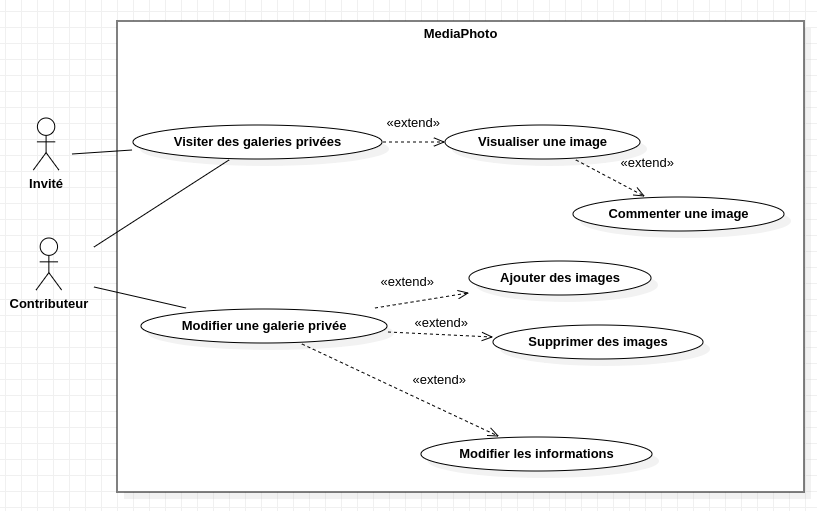 MediaPhoto
«extend»
Visiter des galeries privées
Visualiser une image
«extend»
Invité
Commenter une image
Contributeur
«extend»
Ajouter des images
Modifier une galerie privée
«extend»
Supprimer des images
«extend»
Modifier les informations